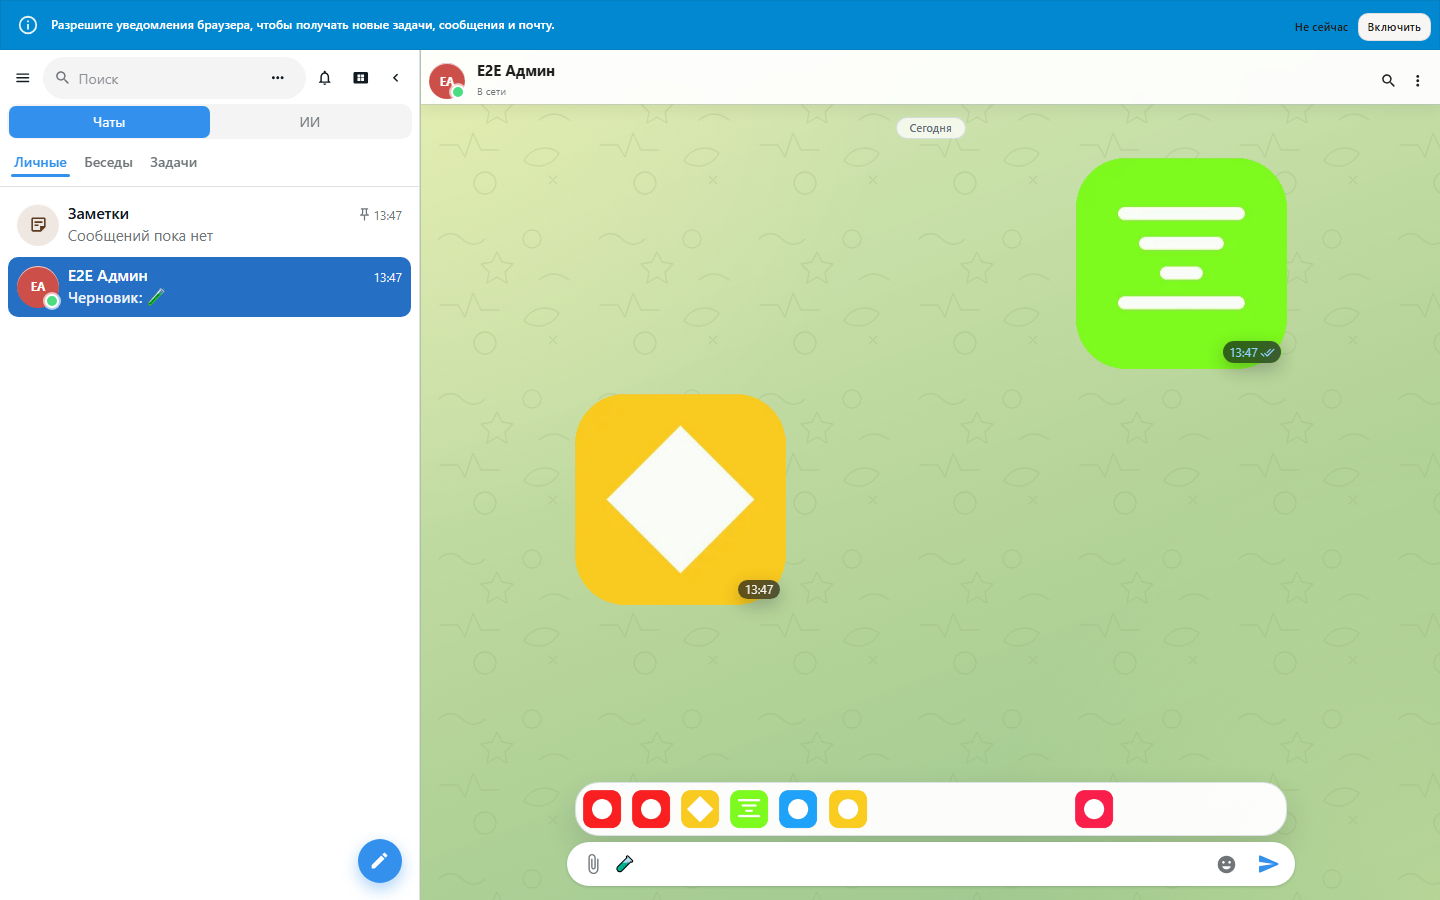 Разрешите уведомления браузера, чтобы получать новые задачи, сообщения и почту.
Не сейчас
Включить
Поиск
Чаты
ИИ
Личные
Беседы
Задачи
Заметки
13:47
Сообщений пока нет
EA
E2E Админ
13:47
Черновик:
EA
E2E Админ
В сети
Сегодня
13:47
13:47